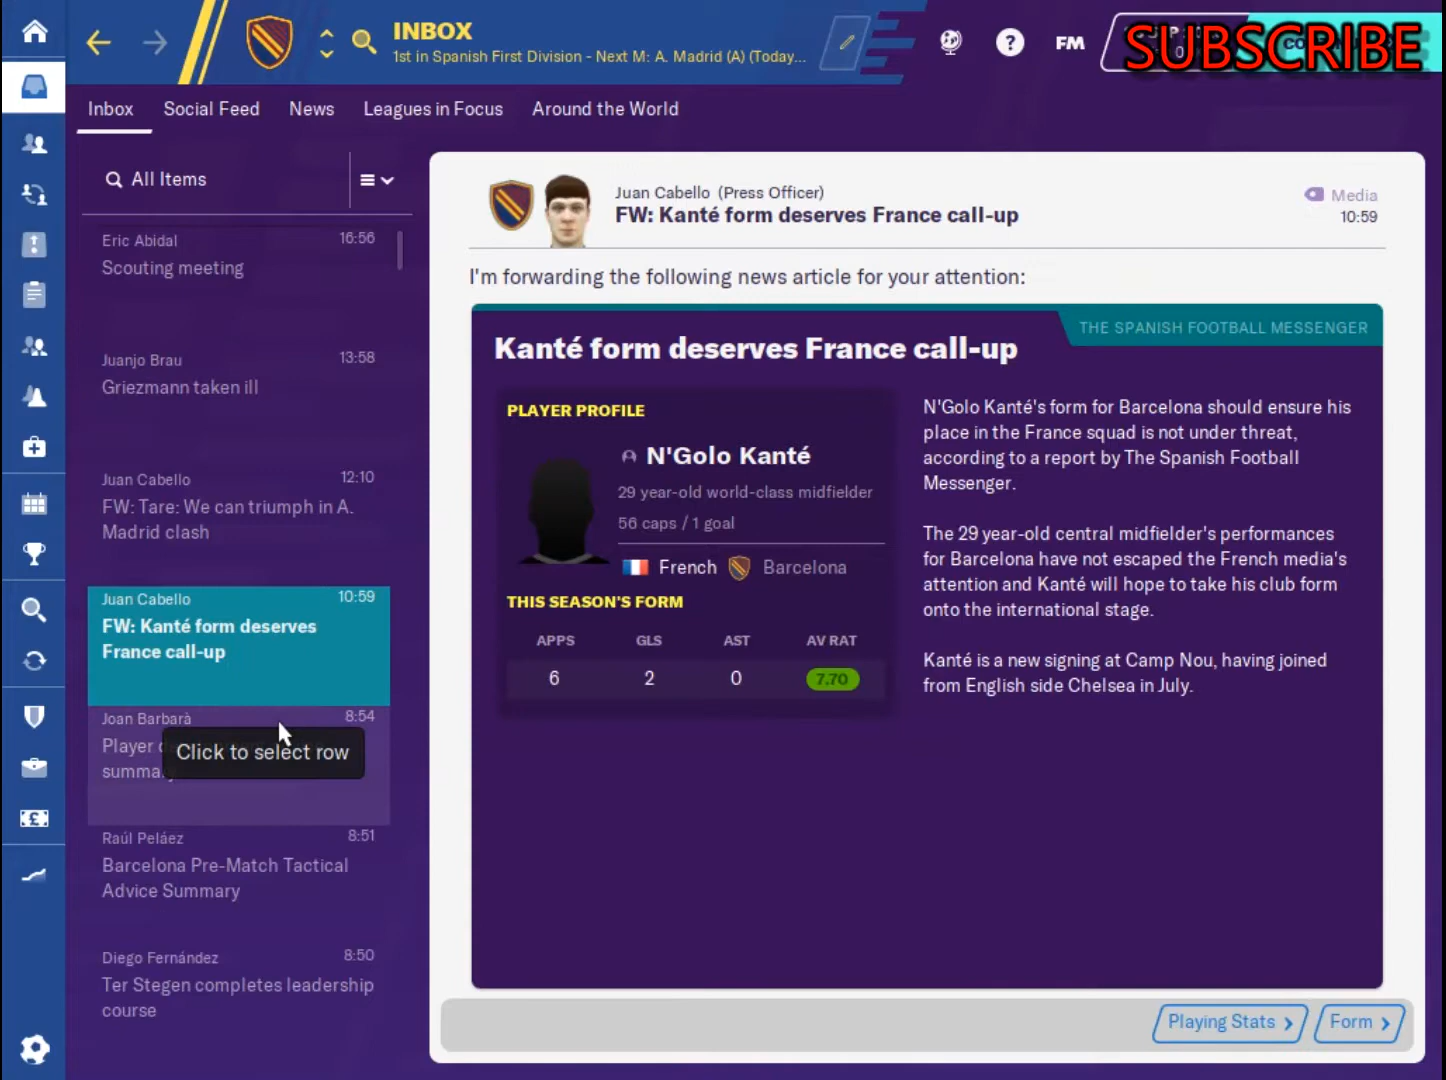 INBOX
1st in Spanish First Division - Next M: A. Madrid (A) (Today...
?
FM
SUBSCRIBE
Inbox
Social Feed
News
Leagues in Focus
Around the World
All Items
Eric Abidal
16:56
Scouting meeting
Juanjo Brau
13:58
Griezmann taken ill
Juan Cabello
12:10
FW: Tare: We can triumph in A.
Madrid clash
Juan Cabello
10:59
FW: Kanté form deserves
France call-up
Joan Barbarà
8:54
Player
Click to select row
Raúl Peláez
8:51
Barcelona Pre-Match Tactical
Advice Summary
Diego Fernández
8:50
Ter Stegen completes leadership
course
Juan Cabello (Press Officer)
FW: Kanté form deserves France call-up
Media
10:59
I'm forwarding the following news article for your attention:
THE SPANISH FOOTBALL MESSENGER
Kanté form deserves France call-up
PLAYER PROFILE
N'Golo Kanté
29 year-old world-class midfielder
56 caps / 1 goal
French
Barcelona
THIS SEASON'S FORM
APPS GLS AST AV RAT
6 2 0 7.70
N'Golo Kanté's form for Barcelona should ensure his
place in the France squad is not under threat,
according to a report by The Spanish Football
Messenger.
The 29 year-old central midfielder's performances
for Barcelona have not escaped the French media's
attention and Kanté will hope to take his club form
onto the international stage.
Kanté is a new signing at Camp Nou, having joined
from English side Chelsea in July.
Playing Stats
Form